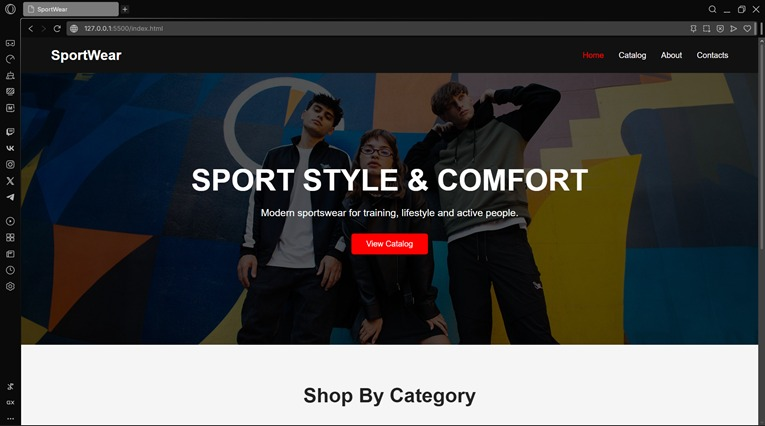 SportWear
127.0.0.1:5500/index.html
SportWear
Home Catalog About Contacts
SPORT STYLE & COMFORT
Modern sportswear for training, lifestyle and active people.
View Catalog
Shop By Category
GX